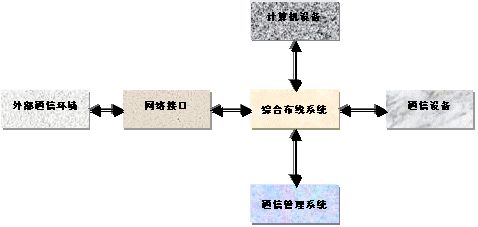 计算机设备
外部通信环境
网络接口
综合布线系统
通信设备
通信管理系统